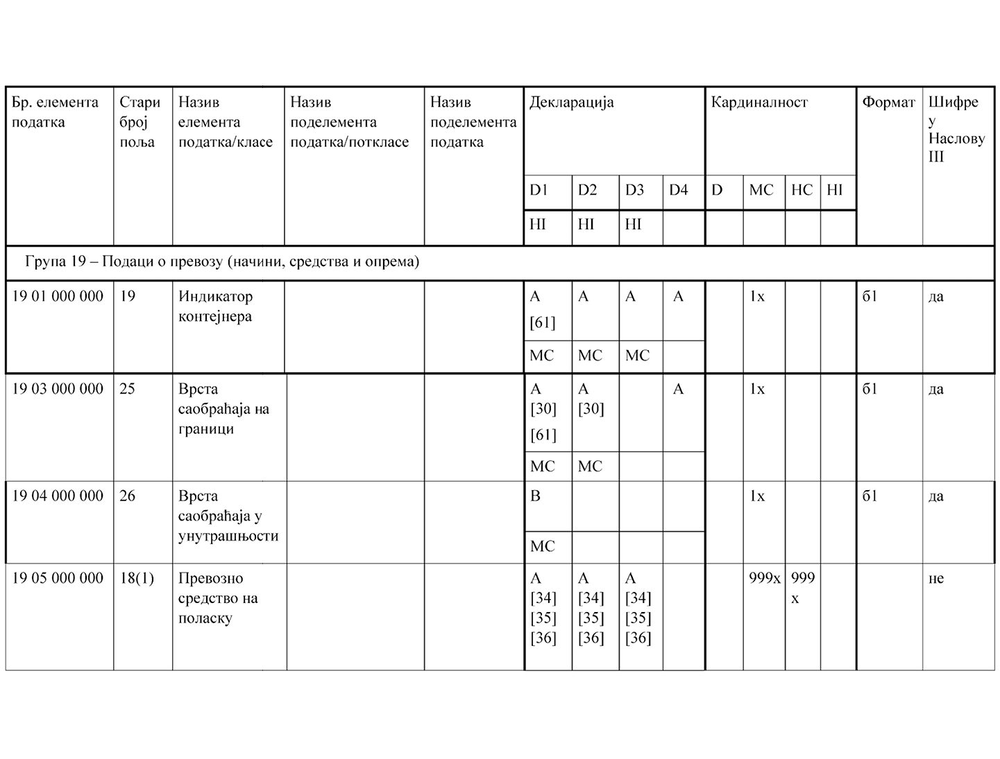 Бр. елемента податка
Стари број поља
Назив елемента податка/класе
Назив поделемента податка/поткласе
Назив поделемента податка
Декларација
Кардиналност
Формат
Шифре у Наслову III
D1 D2 D3 D4 D MC HC HI
HI HI HI
Група 19 – Подаци о превозу (начини, средства и опрема)
19 01 000 000 19 Индикатор контејнера A [61] A A A 1x б1 да
MC MC MC
19 03 000 000 25 Врста саобраћаја на граници A [30] [61] A [30] A 1x б1 да
MC MC
19 04 000 000 26 Врста саобраћаја у унутрашњости B 1x б1 да
MC
19 05 000 000 18(1) Превозно средство на поласку A [34] [35] [36] A [34] [35] [36] A [34] [35] [36] 999x 999 x не